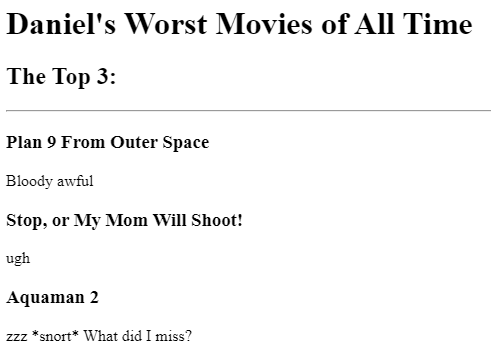 Daniel's Worst Movies of All Time
The Top 3:
Plan 9 From Outer Space
Bloody awful
Stop, or My Mom Will Shoot!
ugh
Aquaman 2
zzz *snort* What did I miss?